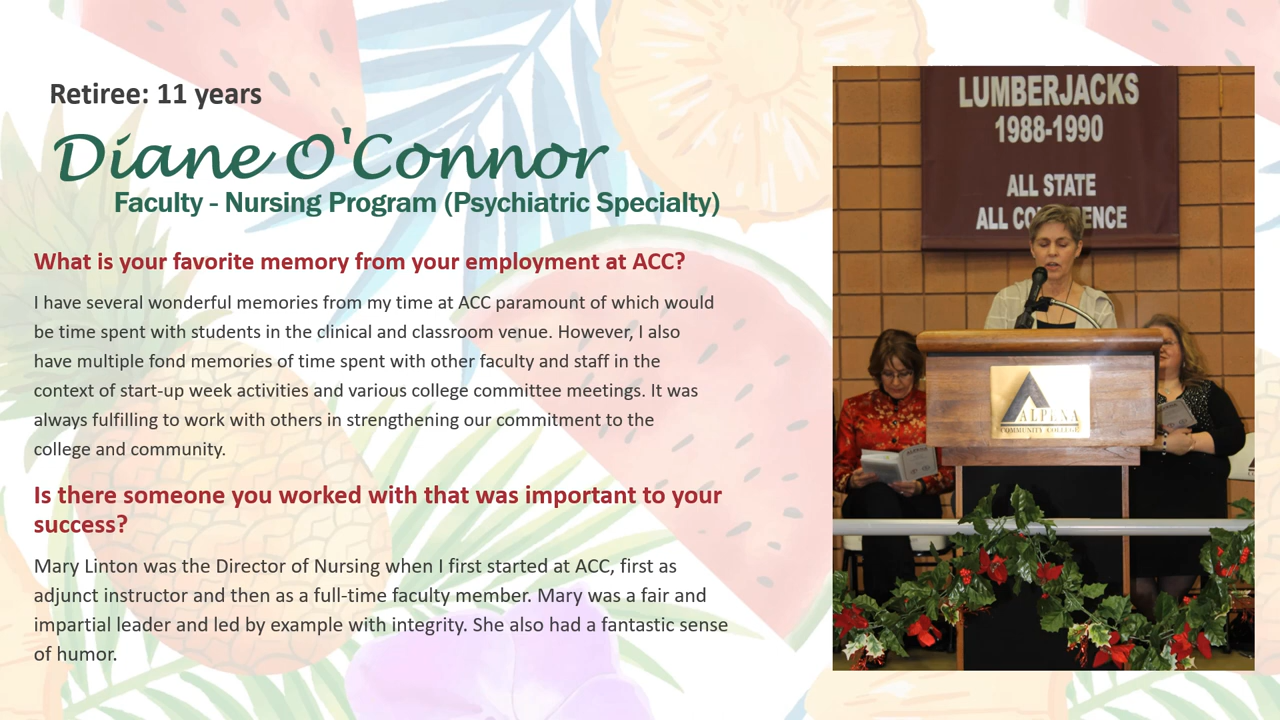 Retiree: 11 years
Diane O'Connor
Faculty - Nursing Program (Psychiatric Specialty)
What is your favorite memory from your employment at ACC?
I have several wonderful memories from my time at ACC paramount of which would
be time spent with students in the clinical and classroom venue. However, I also
have multiple fond memories of time spent with other faculty and staff in the
context of start-up week activities and various college committee meetings. It was
always fulfilling to work with others in strengthening our commitment to the
college and community.
Is there someone you worked with that was important to your
success?
Mary Linton was the Director of Nursing when I first started at ACC, first as
adjunct instructor and then as a full-time faculty member. Mary was a fair and
impartial leader and led by example with integrity. She also had a fantastic sense
of humor.
LUMBERJACKS
1988-1990
ALL STATE
ALL
ALPENA
COMMUNITY COLLEGE